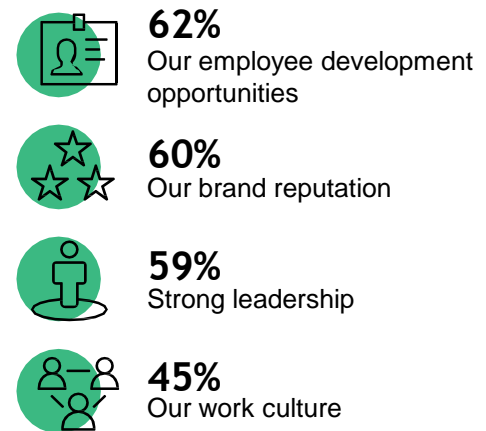 62%
Our employee development
opportunities
60%
Our brand reputation
59%
Strong leadership
45%
Our work culture